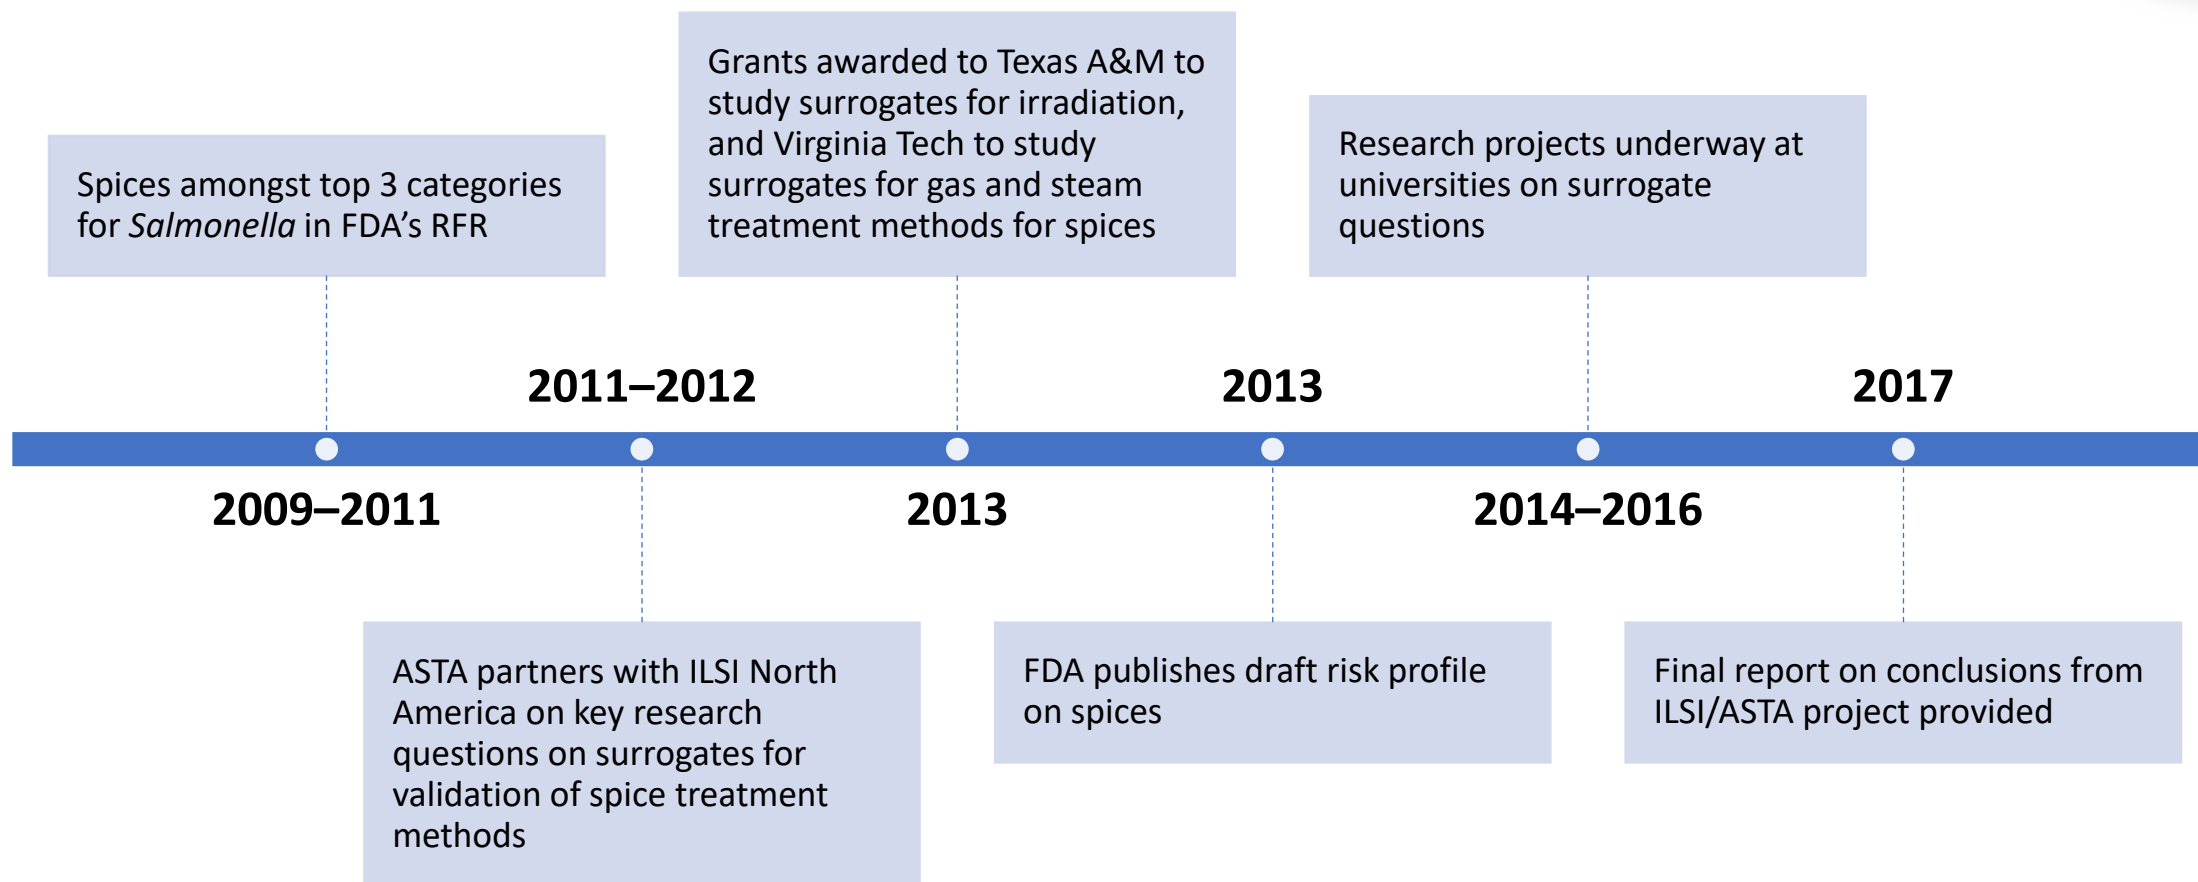 Spices amongst top 3 categories
for Salmonella in FDA’s RFR
2009–2011
2011–2012
ASTA partners with ILSI North
America on key research
questions on surrogates for
validation of spice treatment
methods
Grants awarded to Texas A&M to
study surrogates for irradiation,
and Virginia Tech to study
surrogates for gas and steam
treatment methods for spices
2013
2013
FDA publishes draft risk profile
on spices
Research projects underway at
universities on surrogate
questions
2014–2016
2017
Final report on conclusions from
ILSI/ASTA project provided